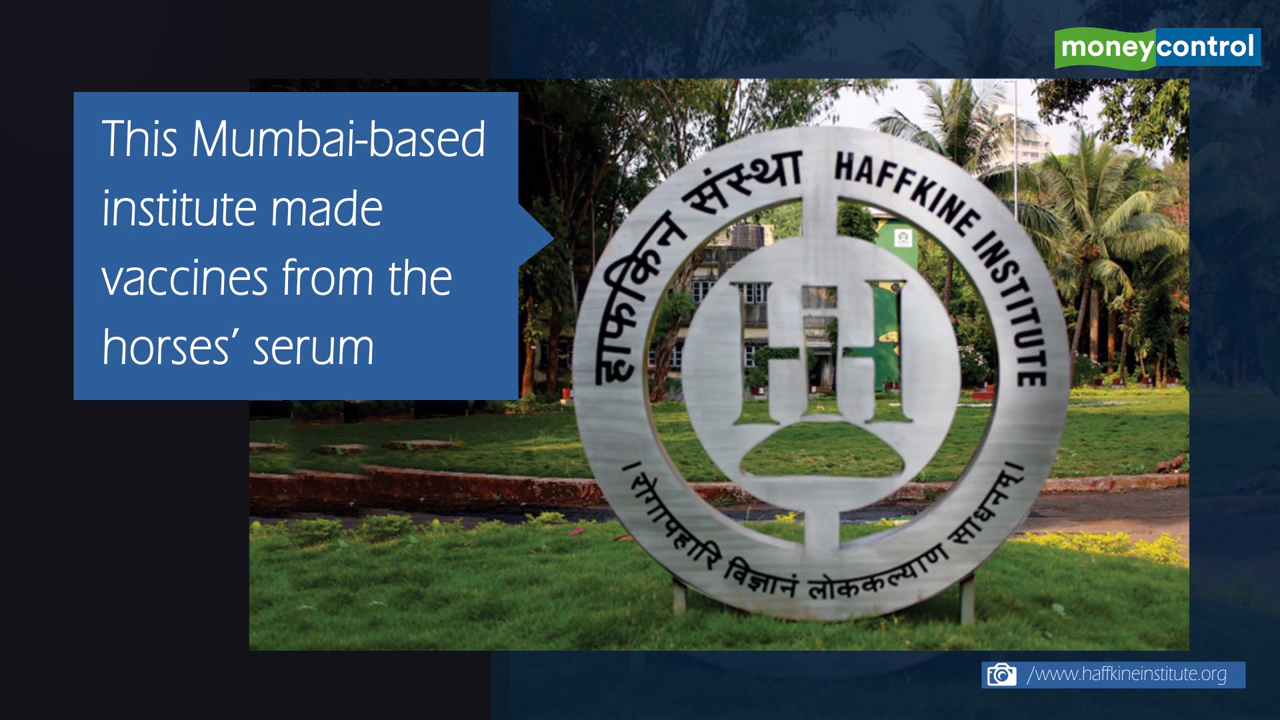 moneycontrol
This Mumbai-based
institute made
vaccines from the
horses’ serum
हाफकिन संस्था
HAFFKINE INSTITUTE
H
। रोगापहारि विज्ञानं लोककल्याण साधनम् ।
/www.haffkineinstitute.org